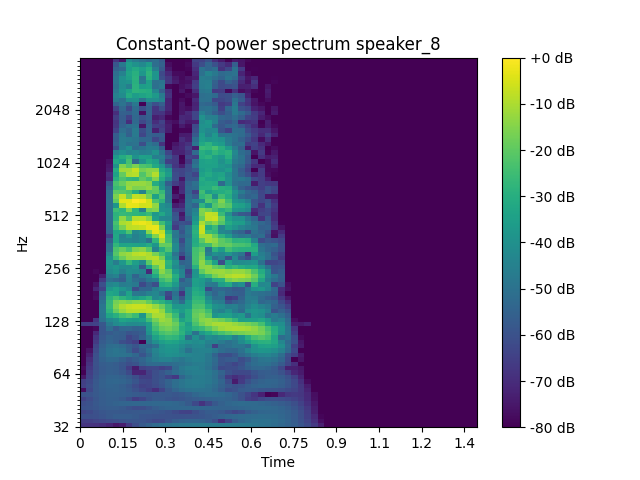 Constant-Q power spectrum speaker_8
Hz
2048
1024
512
256
128
64
32
0 0.15 0.3 0.45 0.6 0.75 0.9 1.1 1.2 1.4
Time
+0 dB
-10 dB
-20 dB
-30 dB
-40 dB
-50 dB
-60 dB
-70 dB
-80 dB